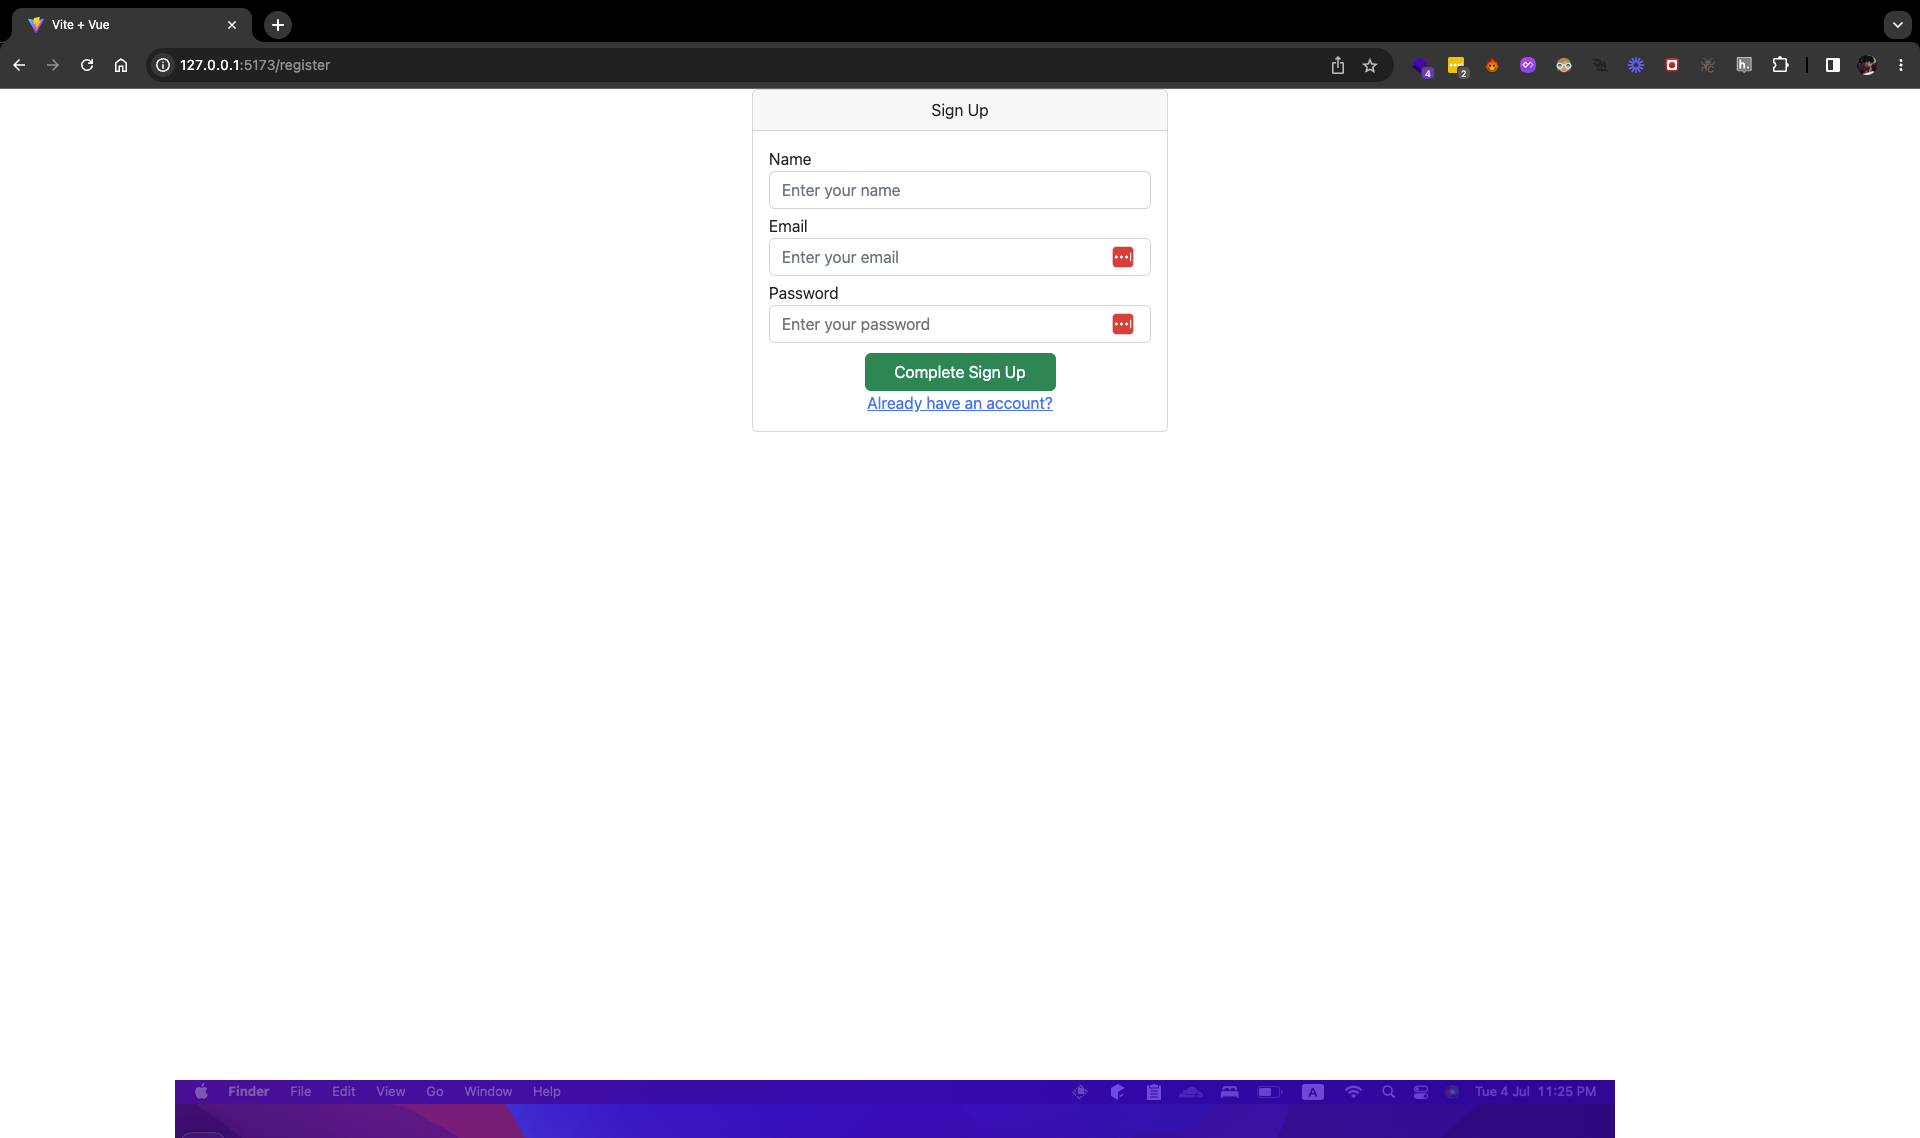 Vite + Vue
127.0.0.1:5173/register
4
2
h.
Sign Up
Name
Enter your name
Email
Enter your email
Password
Enter your password
Complete Sign Up
Already have an account?
Finder File Edit View Go Window Help A Tue 4 Jul 11:25 PM